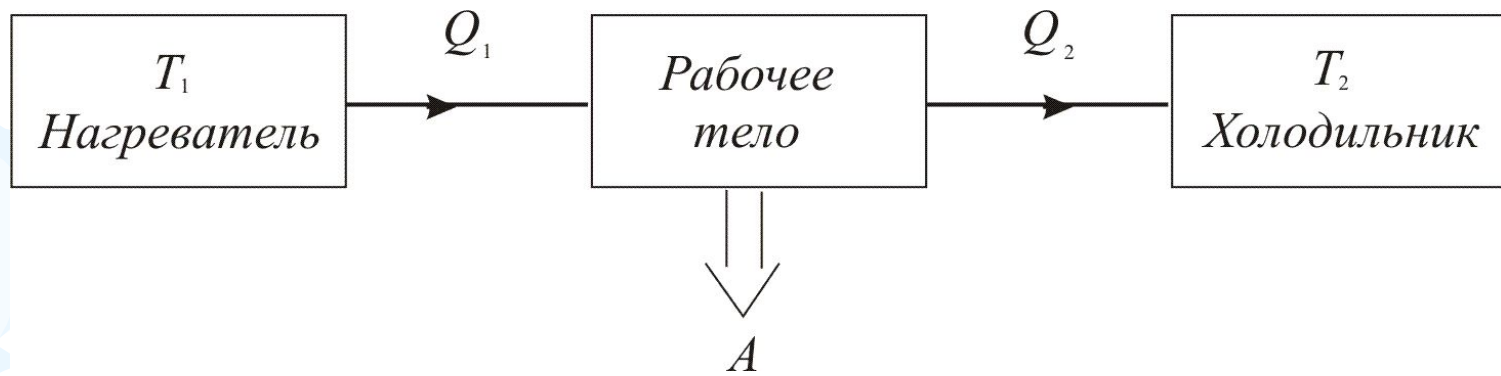 T₁
Нагреватель
Q₁
Рабочее
тело
Q₂
T₂
Холодильник
A